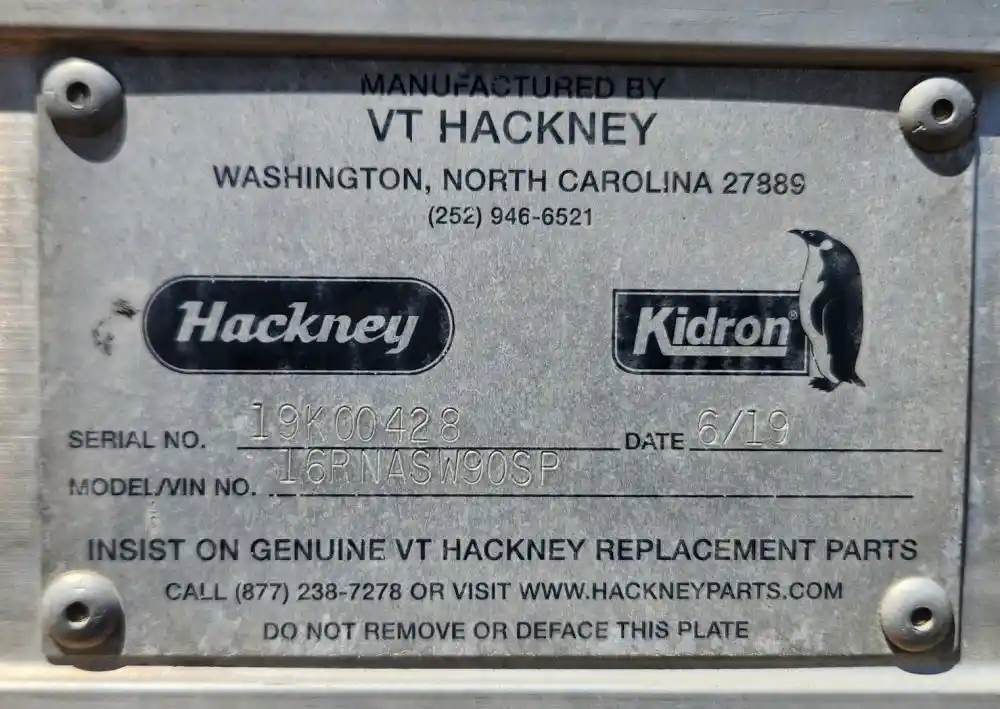 MANUFACTURED BY
VT HACKNEY
WASHINGTON, NORTH CAROLINA 27889
(252) 946-6521
Hackney
Kidron®
SERIAL NO. 19K00428 DATE 6/19
MODEL/VIN NO. 16RNASW90SP
INSIST ON GENUINE VT HACKNEY REPLACEMENT PARTS
CALL (877) 238-7278 OR VISIT WWW.HACKNEYPARTS.COM
DO NOT REMOVE OR DEFACE THIS PLATE